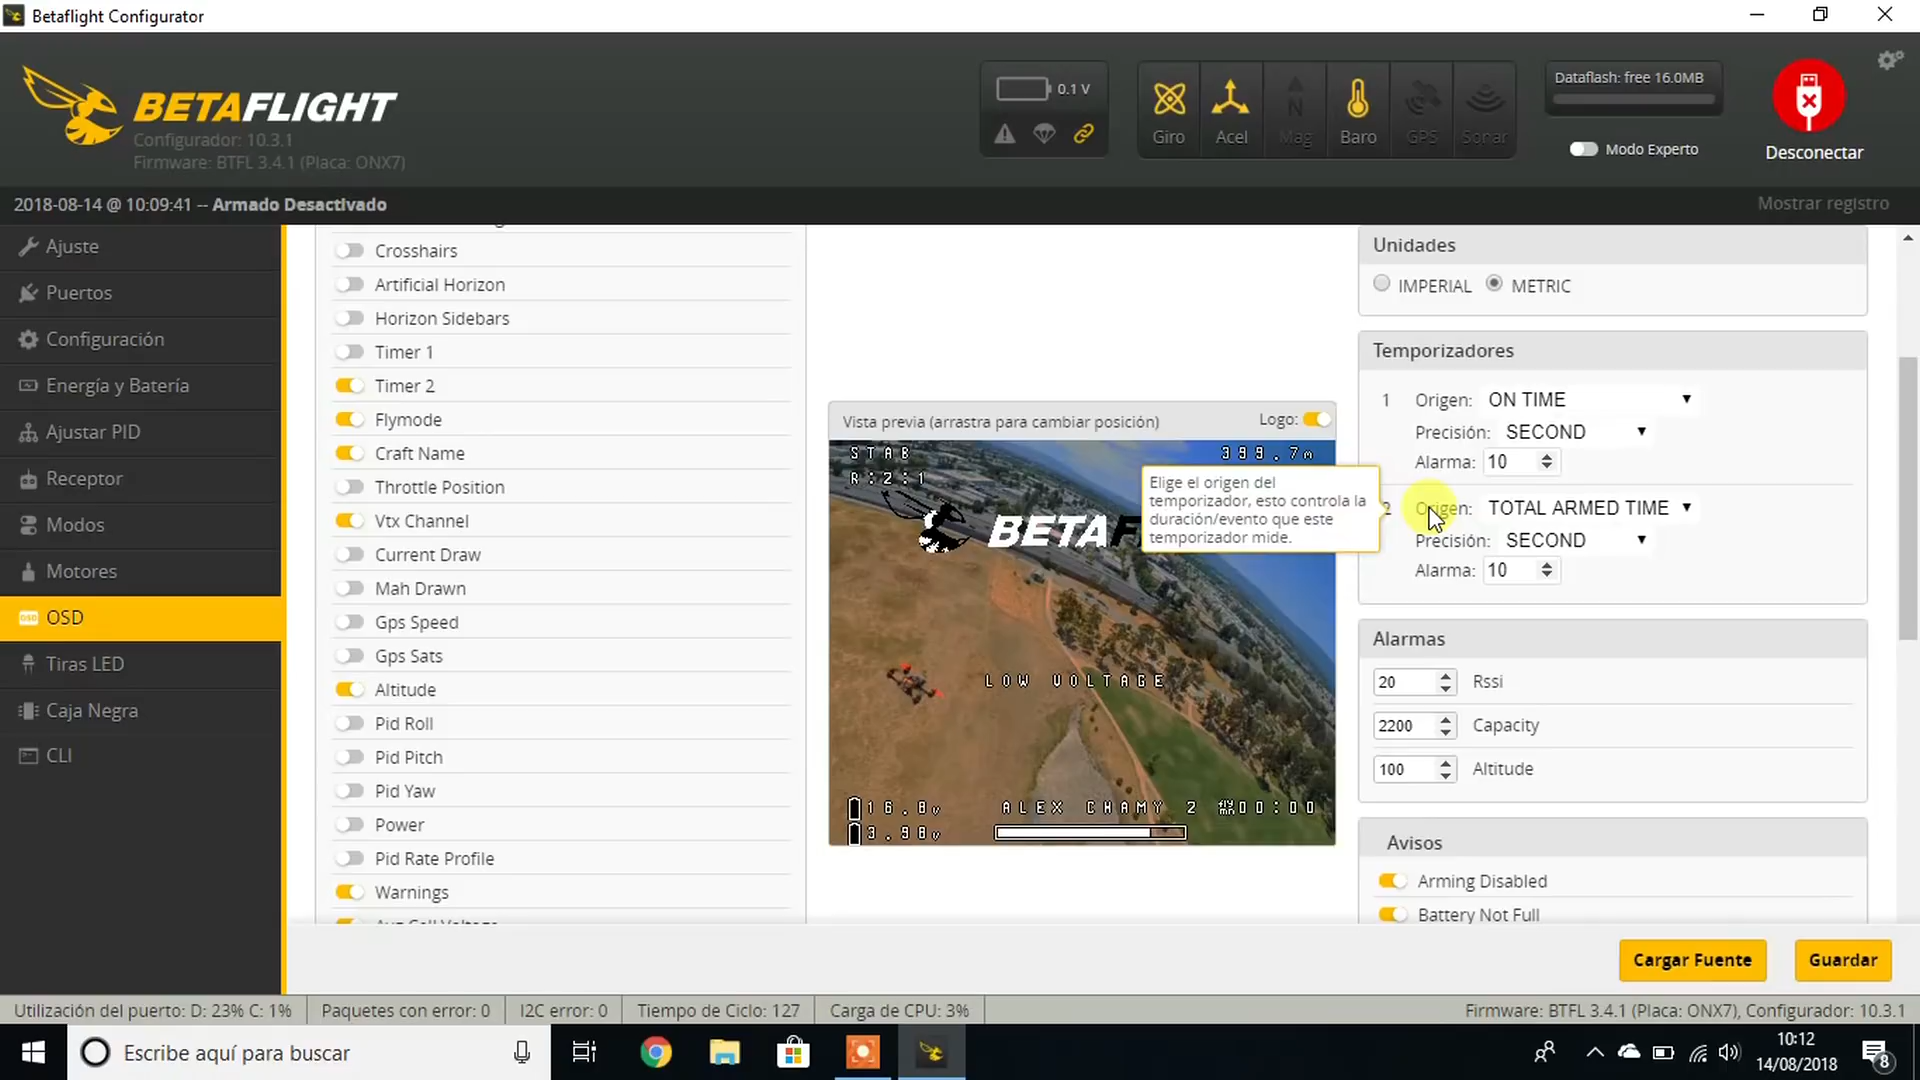 Betaflight Configurator
BETAFLIGHT
Configurador: 10.3.1
Firmware: BTFL 3.4.1 (Placa: ONX7)
0.1 V
Giro
Acel
Mag
Baro
GPS
Sonar
Dataflash: free 16.0MB
Modo Experto
Desconectar
2018-08-14 @ 10:09:41 -- Armado Desactivado
Mostrar registro
Ajuste
Puertos
Configuración
Energía y Batería
Ajustar PID
Receptor
Modos
Motores
OSD
Tiras LED
Caja Negra
CLI
Crosshairs
Artificial Horizon
Horizon Sidebars
Timer 1
Timer 2
Flymode
Craft Name
Throttle Position
Vtx Channel
Current Draw
Mah Drawn
Gps Speed
Gps Sats
Altitude
Pid Roll
Pid Pitch
Pid Yaw
Power
Pid Rate Profile
Warnings
Vista previa (arrastra para cambiar posición)
Logo:
STAB
399.7m
R:2:1
BETAF
LOW VOLTAGE
16.8v
ALEX CHAMY 2
00:00
3.98v
Elige el origen del
temporizador, esto controla la
duración/evento que este
temporizador mide.
Unidades
IMPERIAL
METRIC
Temporizadores
1 Origen: ON TIME
Precisión: SECOND
Alarma: 10
2 Origen: TOTAL ARMED TIME
Precisión: SECOND
Alarma: 10
Alarmas
20 Rssi
2200 Capacity
100 Altitude
Avisos
Arming Disabled
Battery Not Full
Cargar Fuente
Guardar
Utilización del puerto: D: 23% C: 1%
Paquetes con error: 0
I2C error: 0
Tiempo de Ciclo: 127
Carga de CPU: 3%
Firmware: BTFL 3.4.1 (Placa: ONX7), Configurador: 10.3.1
Escribe aquí para buscar
10:12
14/08/2018
8